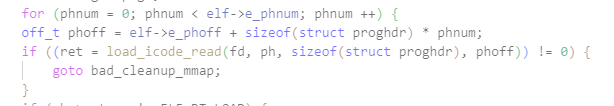 for (phnum = 0; phnum < elf->e_phnum; phnum ++) {
off_t phoff = elf->e_phoff + sizeof(struct proghdr) * phnum;
if ((ret = load_icode_read(fd, ph, sizeof(struct proghdr), phoff)) != 0) {
goto bad_cleanup_mmap;
}